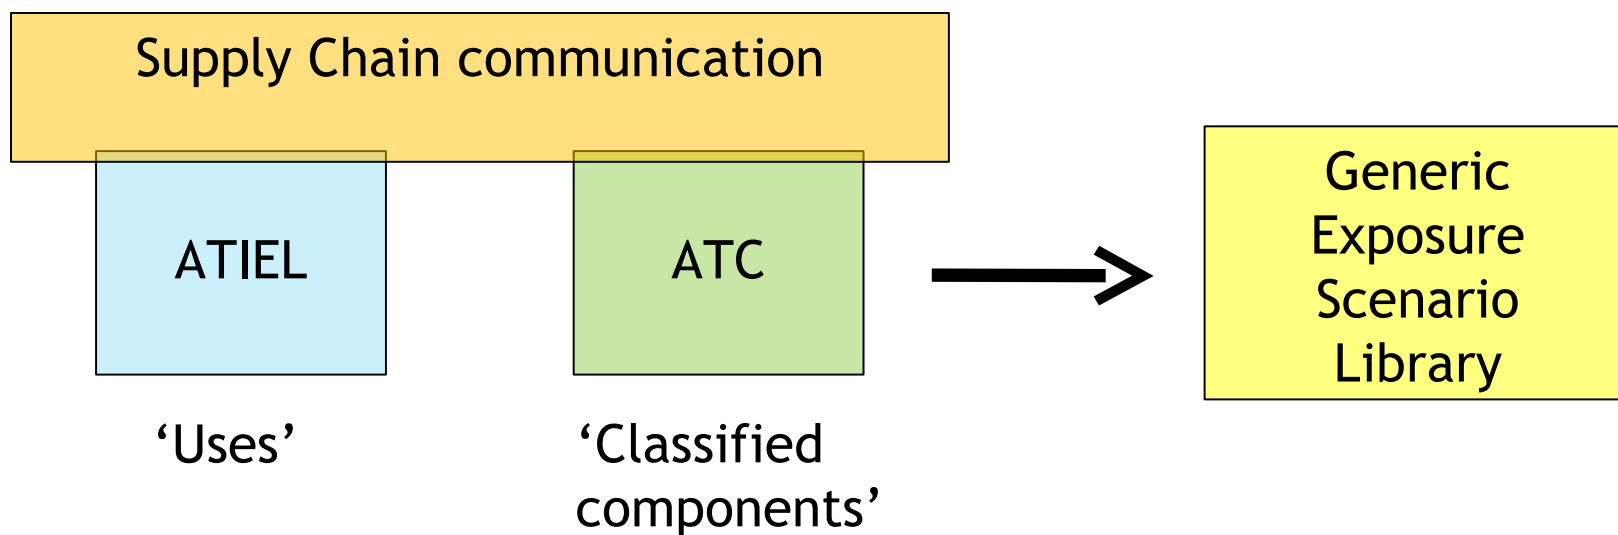 Supply Chain communication
ATIEL
ATC
Generic
Exposure
Scenario
Library
‘Uses’
‘Classified
components’